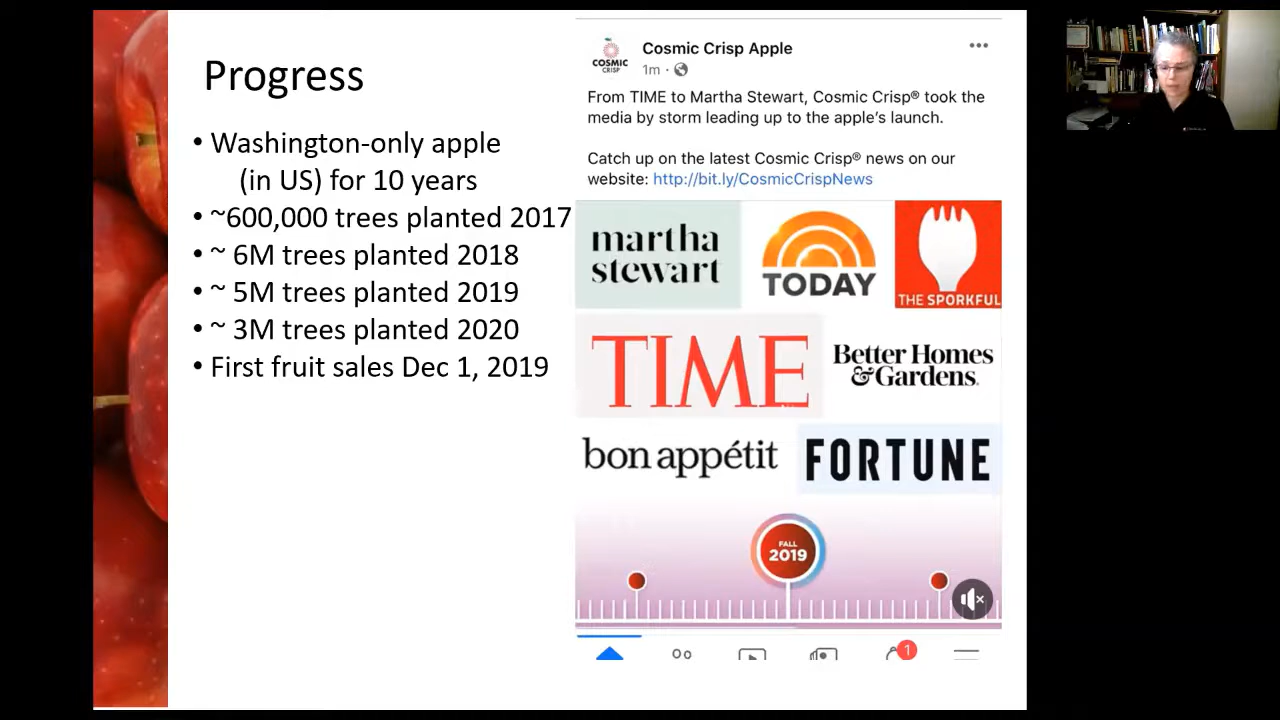 Progress
• Washington-only apple
(in US) for 10 years
• ~600,000 trees planted 2017
• ~ 6M trees planted 2018
• ~ 5M trees planted 2019
• ~ 3M trees planted 2020
• First fruit sales Dec 1, 2019
COSMIC
CRISP
Cosmic Crisp Apple
1m ·
From TIME to Martha Stewart, Cosmic Crisp® took the
media by storm leading up to the apple's launch.
Catch up on the latest Cosmic Crisp® news on our
website: http://bit.ly/CosmicCrispNews
martha
stewart
TODAY
THE SPORKFUL
TIME
Better Homes
&Gardens.
bon appétit
FORTUNE
FALL
2019
1